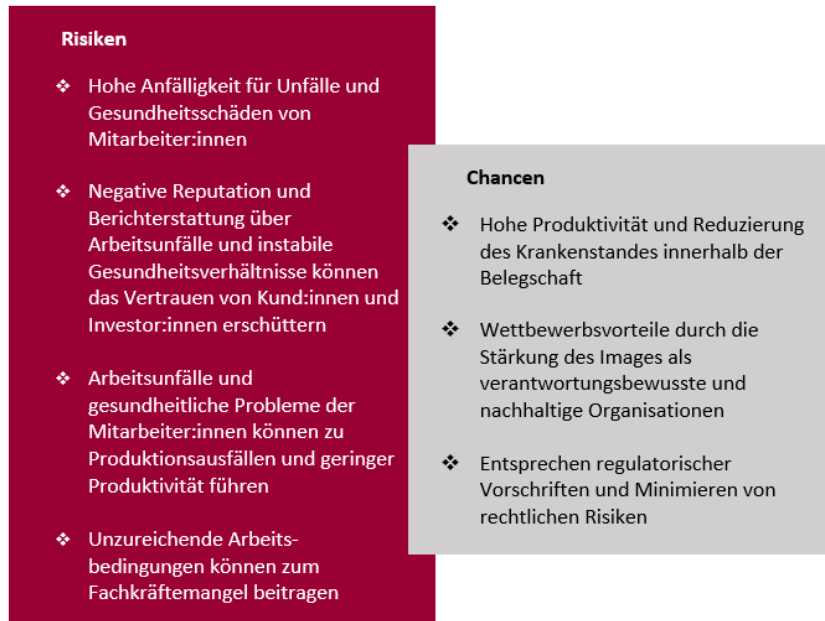 Risiken
❖ Hohe Anfälligkeit für Unfälle und
Gesundheitsschäden von
Mitarbeiter:innen
❖ Negative Reputation und
Berichterstattung über
Arbeitsunfälle und instabile
Gesundheitsverhältnisse können
das Vertrauen von Kund:innen und
Investor:innen erschüttern
❖ Arbeitsunfälle und
gesundheitliche Probleme der
Mitarbeiter:innen können zu
Produktionsausfällen und geringer
Produktivität führen
❖ Unzureichende Arbeits-
bedingungen können zum
Fachkräftemangel beitragen
Chancen
❖ Hohe Produktivität und Reduzierung
des Krankenstandes innerhalb der
Belegschaft
❖ Wettbewerbsvorteile durch die
Stärkung des Images als
verantwortungsbewusste und
nachhaltige Organisationen
❖ Entsprechen regulatorischer
Vorschriften und Minimieren von
rechtlichen Risiken